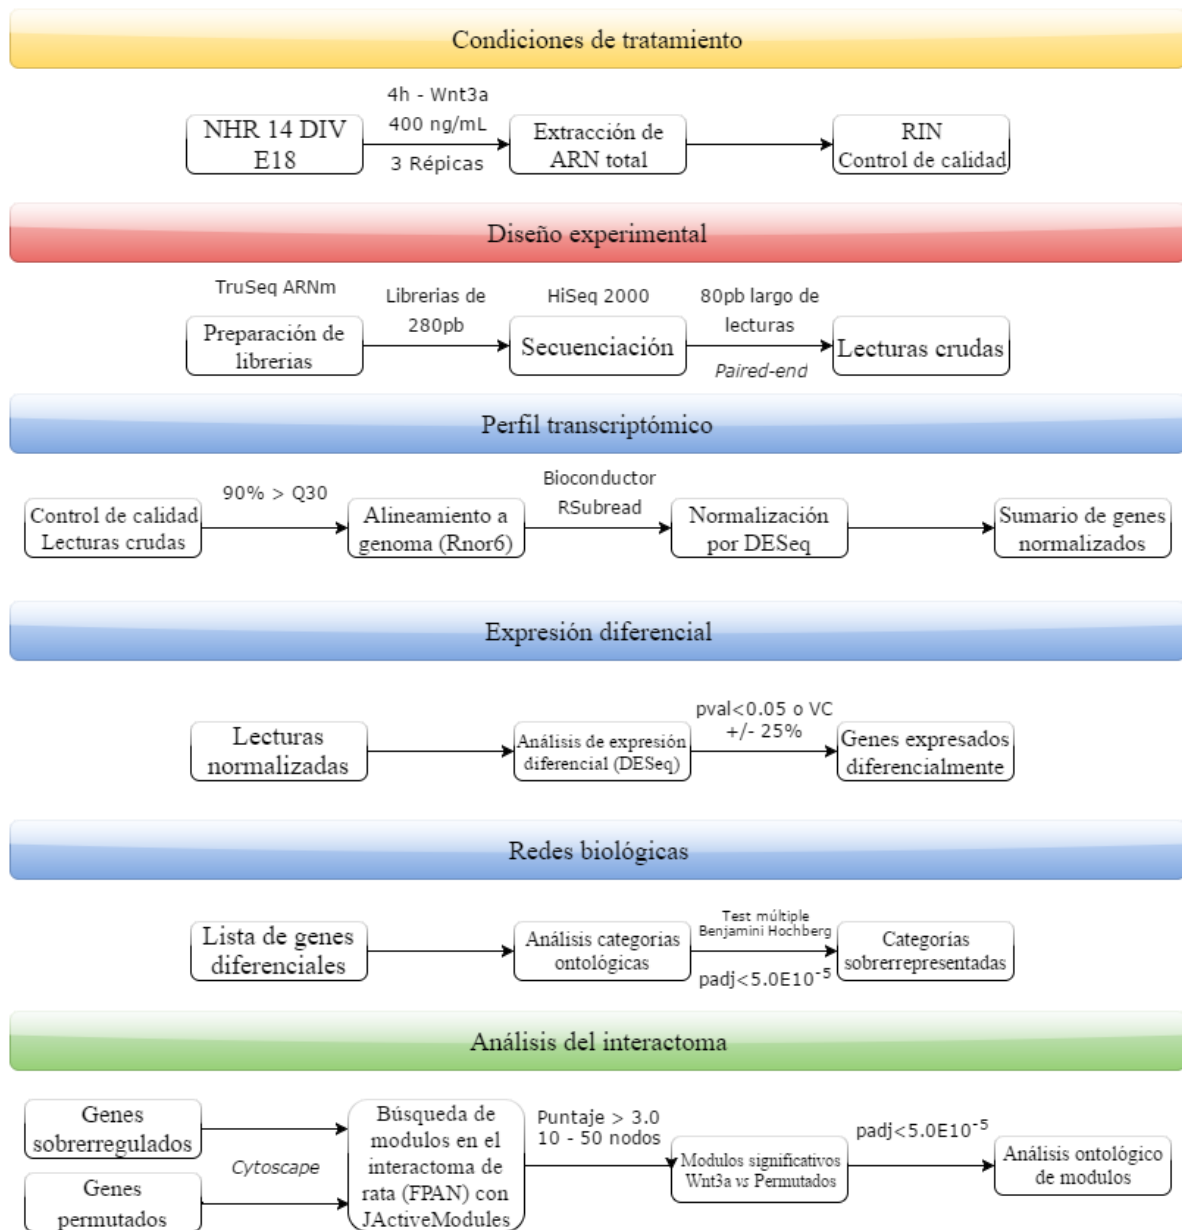 Condiciones de tratamiento
NHR 14 DIV
E18
4h - Wnt3a
400 ng/mL
3 Répicas
Extracción de
ARN total
RIN
Control de calidad
Diseño experimental
TruSeq ARNm
Preparación de
librerias
Librerias de
280pb
HiSeq 2000
Secuenciación
80pb largo de
lecturas
Paired-end
Lecturas crudas
Perfil transcriptómico
Control de calidad
Lecturas crudas
90% > Q30
Alineamiento a
genoma (Rnor6)
Bioconductor
RSubread
Normalización
por DESeq
Sumario de genes
normalizados
Expresión diferencial
Lecturas
normalizadas
Análisis de expresión
diferencial (DESeq)
pval<0.05 o VC
+/- 25%
Genes expresados
diferencialmente
Redes biológicas
Lista de genes
diferenciales
Análisis categorías
ontológicas
Test múltiple
Benjamini Hochberg
padj<5.0E10⁻⁵
Categorías
sobrerrepresentadas
Análisis del interactoma
Genes
sobrerregulados
Genes
permutados
Cytoscape
Búsqueda de
modulos en el
interactoma de
rata (FPAN) con
JActiveModules
Puntaje > 3.0
10 - 50 nodos
Modulos significativos
Wnt3a vs Permutados
padj<5.0E10⁻⁵
Análisis ontológico
de modulos